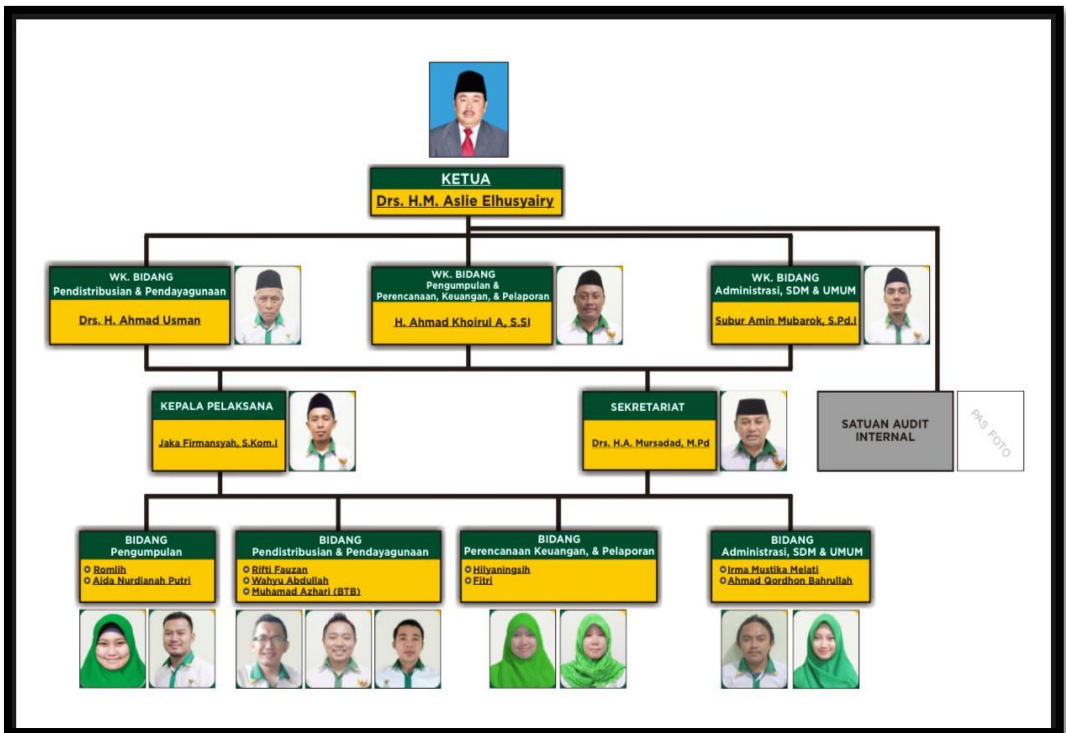 KETUA
Drs. H.M. Aslie Elhusyairy
WK. BIDANG
Pendistribusian & Pendayagunaan
Drs. H. Ahmad Usman
WK. BIDANG
Pengumpulan &
Perencanaan, Keuangan, & Pelaporan
H. Ahmad Khoirul A, S.SI
WK. BIDANG
Administrasi, SDM & UMUM
Subur Amin Mubarok, S.Pd.I
KEPALA PELAKSANA
Jaka Firmansyah, S.Kom.I
SEKRETARIAT
Drs. H.A. Mursadad, M.Pd
SATUAN AUDIT
INTERNAL
PAS FOTO
BIDANG
Pengumpulan
Romlih
Aida Nurdianah Putri
BIDANG
Pendistribusian & Pendayagunaan
Rifti Fauzan
Wahyu Abdullah
Muhamad Azhari (BTB)
BIDANG
Perencanaan Keuangan, & Pelaporan
Hilyaningsih
Fitri
BIDANG
Administrasi, SDM & UMUM
Irma Mustika Melati
Ahmad Qordhon Bahrullah